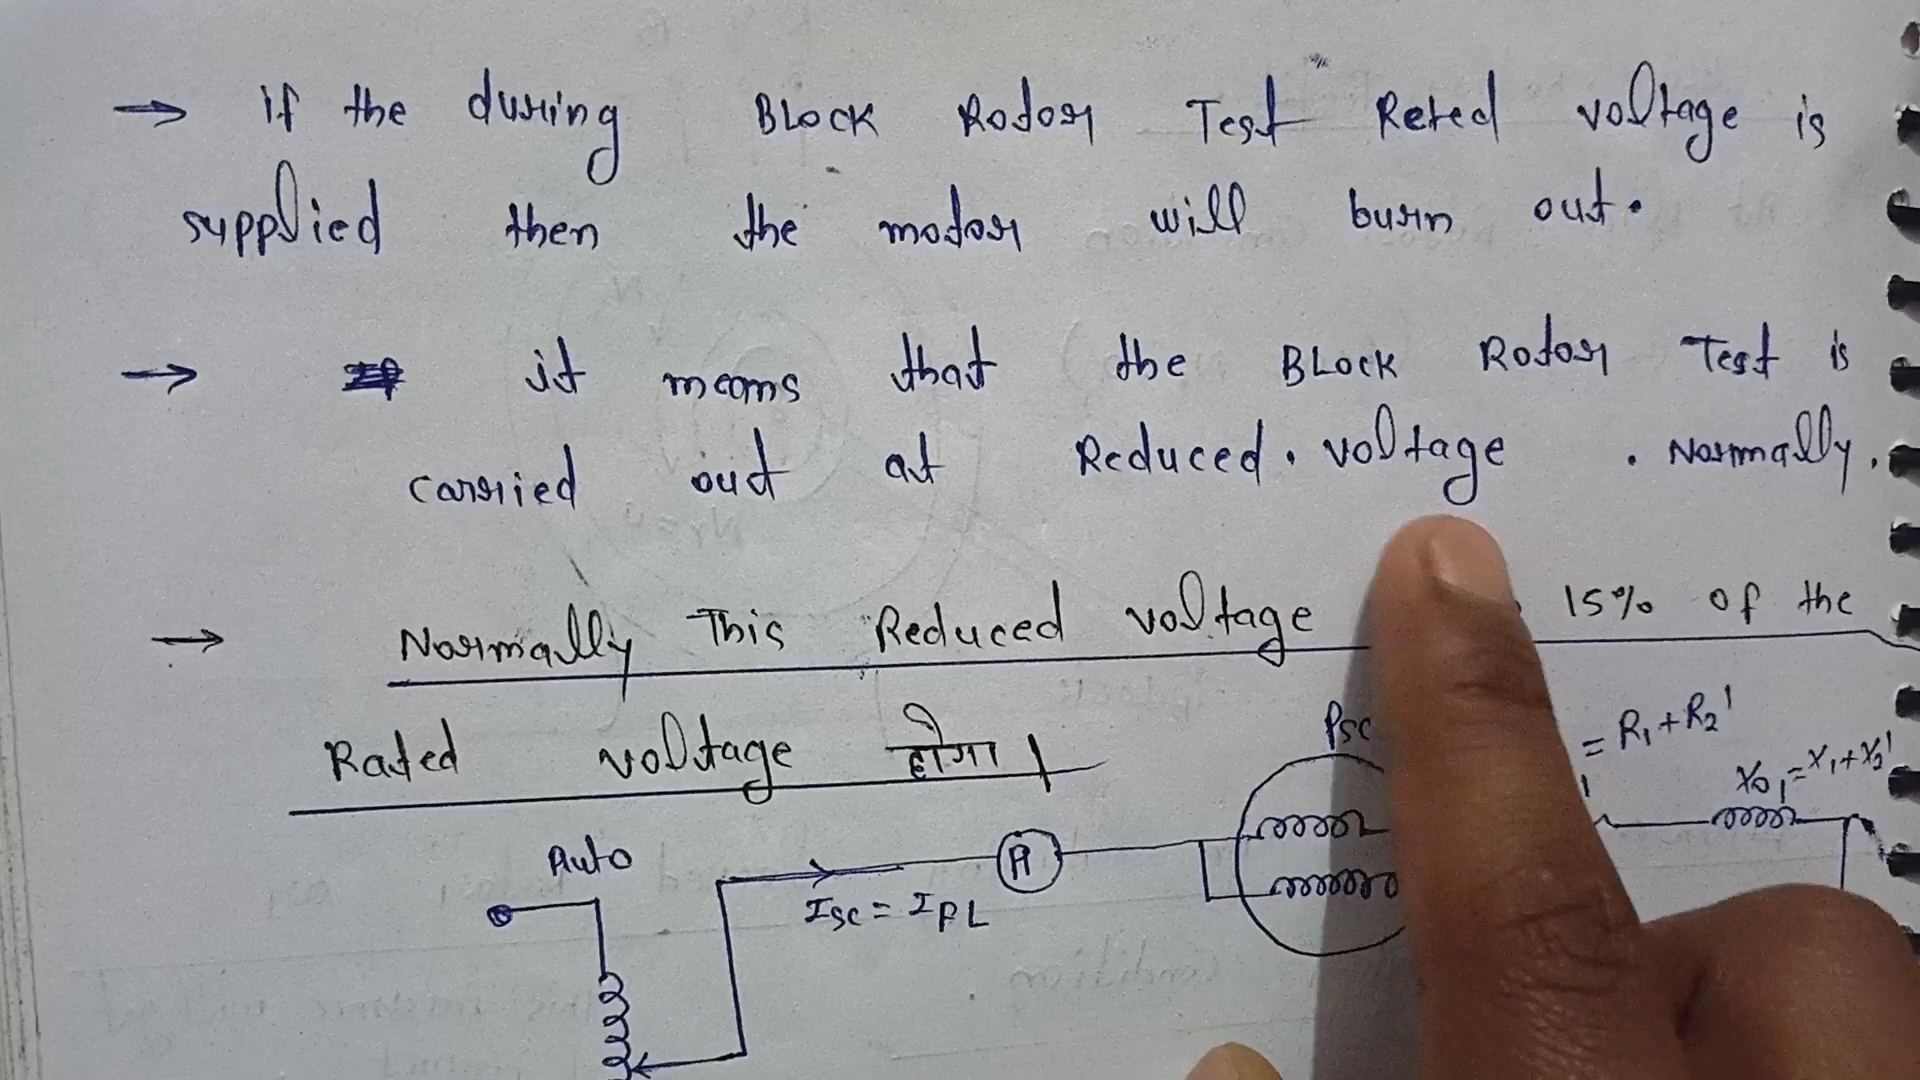 → if the during BLOCK Rotor Test Reted voltage is
supplied then the motor will burn out.
→ it means that the BLOCK Rotor Test is
carried out at Reduced. voltage . Normally.
→ Normally This Reduced voltage 15% of the
Rated voltage होगा।
Psc = R₁+R₂'
X₀₁=X₁+X₂'
Auto
A
Isc = IFL